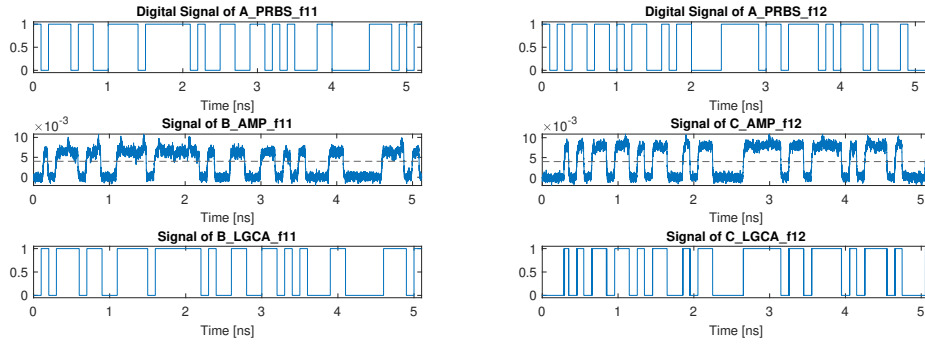 Digital Signal of A_PRBS_f11
1
0.5
0
0 1 2 3 4 5
Time [ns]
Digital Signal of A_PRBS_f12
1
0.5
0
0 1 2 3 4 5
Time [ns]
×10⁻³ Signal of B_AMP_f11
10
5
0
0 1 2 3 4 5
Time [ns]
×10⁻³ Signal of C_AMP_f12
10
5
0
0 1 2 3 4 5
Time [ns]
Signal of B_LGCA_f11
1
0.5
0
0 1 2 3 4 5
Time [ns]
Signal of C_LGCA_f12
1
0.5
0
0 1 2 3 4 5
Time [ns]